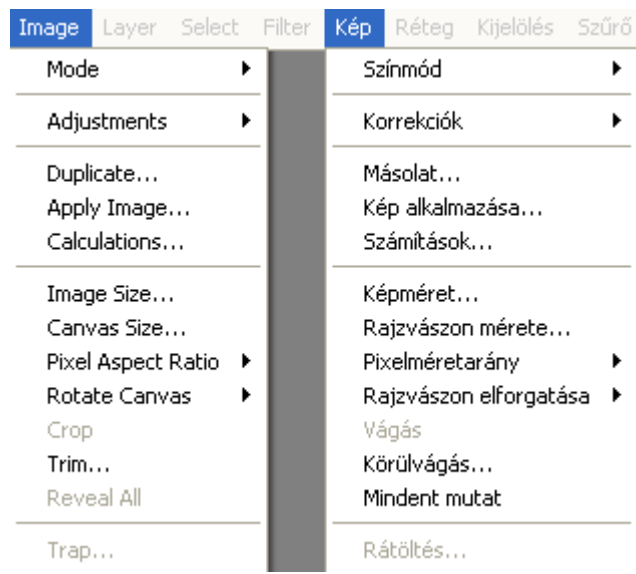 Image Layer Select Filter
Mode
Adjustments
Duplicate...
Apply Image...
Calculations...
Image Size...
Canvas Size...
Pixel Aspect Ratio
Rotate Canvas
Crop
Trim...
Reveal All
Trap...
Kép Réteg Kijelölés Szűrő
Színmód
Korrekciók
Másolat...
Kép alkalmazása...
Számítások...
Képméret...
Rajzvászon mérete...
Pixelméretarány
Rajzvászon elforgatása
Vágás
Körülvágás...
Mindent mutat
Rátöltés...